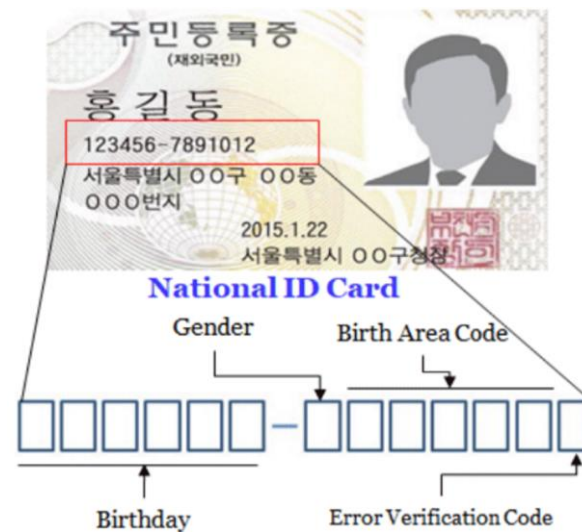 주민등록증
(재외국민)
홍길동
123456-7891012
서울특별시 OO구 OO동
OOO번지
2015.1.22
서울특별시 OO구청장
National ID Card
Gender
Birth Area Code
Birthday
Error Verification Code